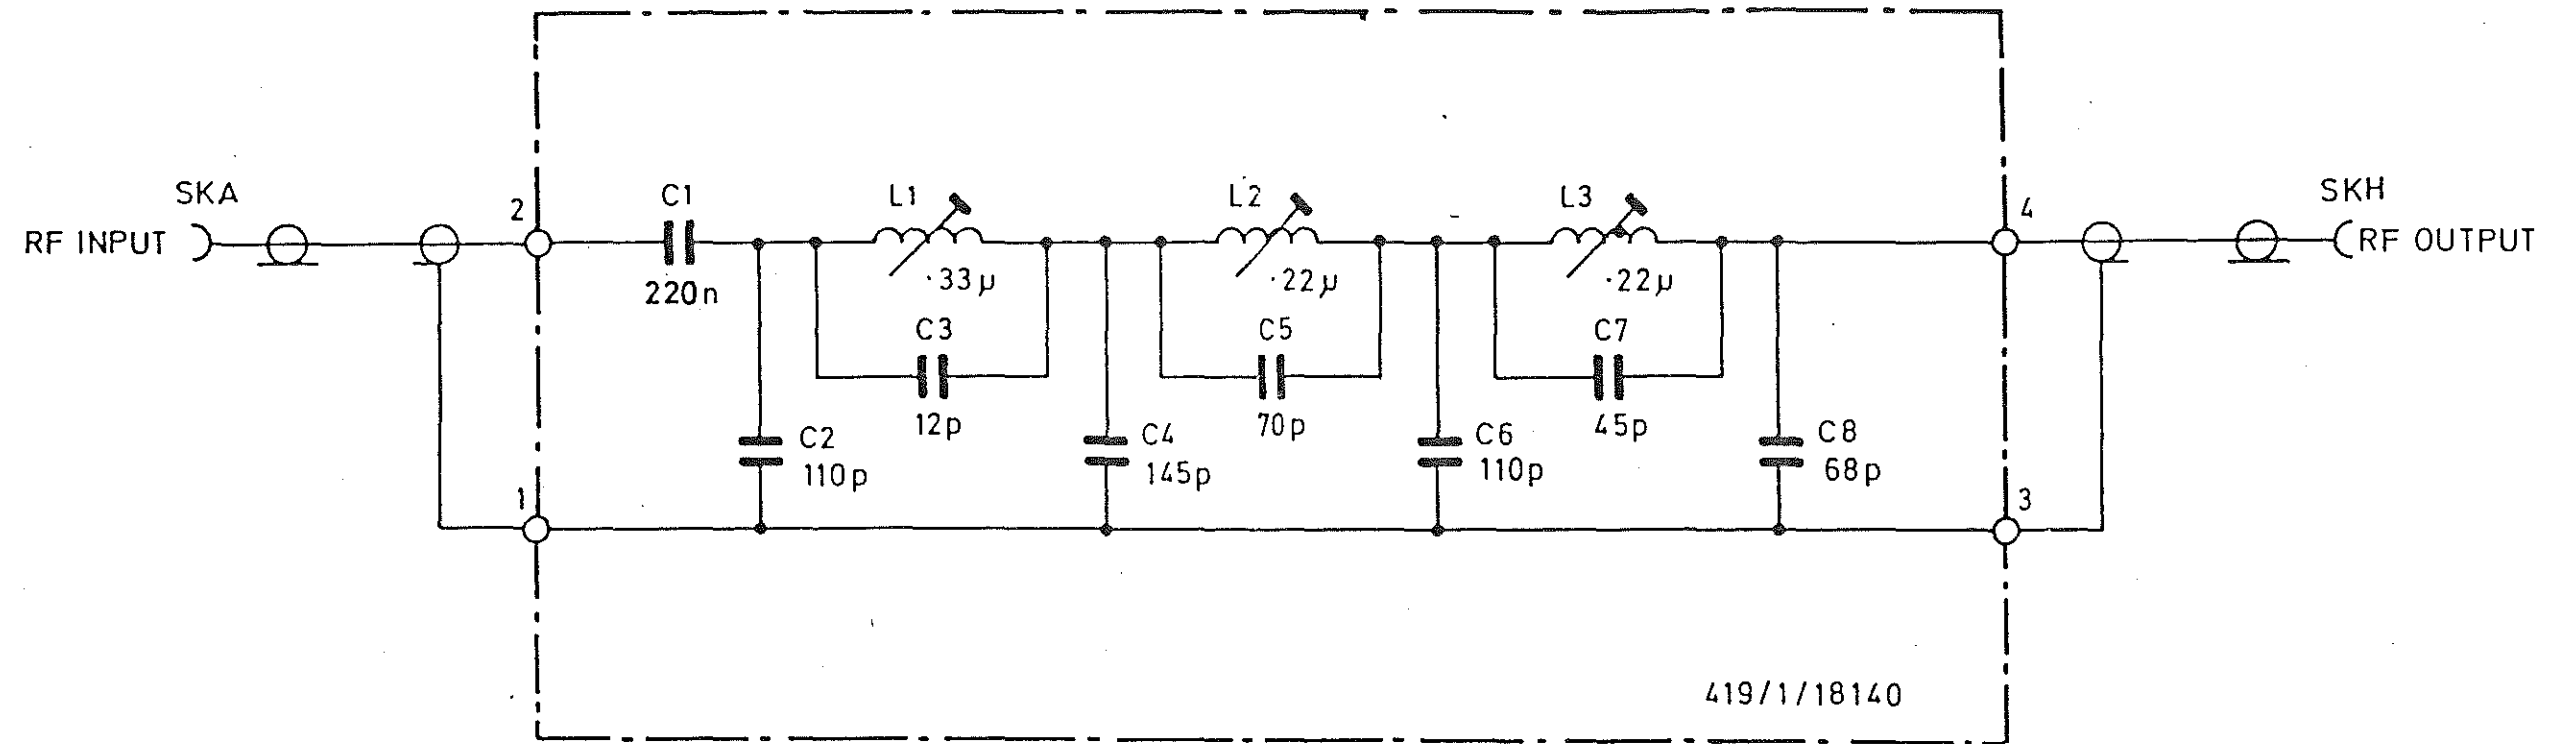 SKA
RF INPUT
2
1
C1
220n
L1
.33µ
C3
12p
C2
110p
C4
145p
L2
.22µ
C5
70p
C6
110p
L3
.22µ
C7
45p
C8
68p
4
3
SKH
RF OUTPUT
419/1/18140